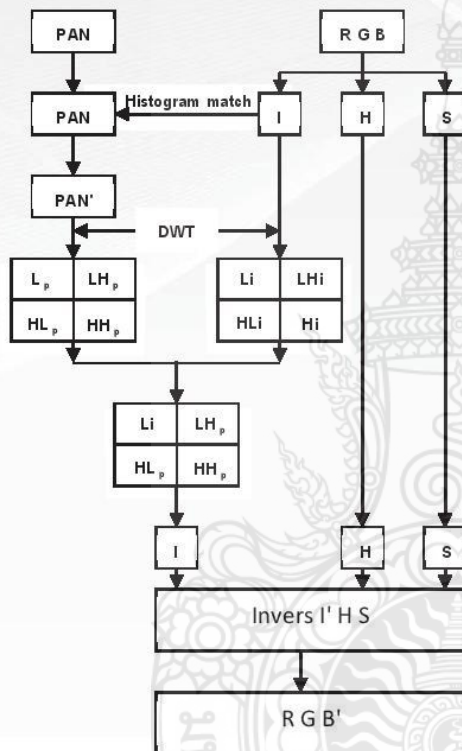 PAN
R G B
PAN
Histogram match
I
H
S
PAN'
DWT
Lₚ LHₚ
HLₚ HHₚ
Li LHi
HLi Hi
Li LHₚ
HLₚ HHₚ
I
H
S
Invers I' H S
R G B'